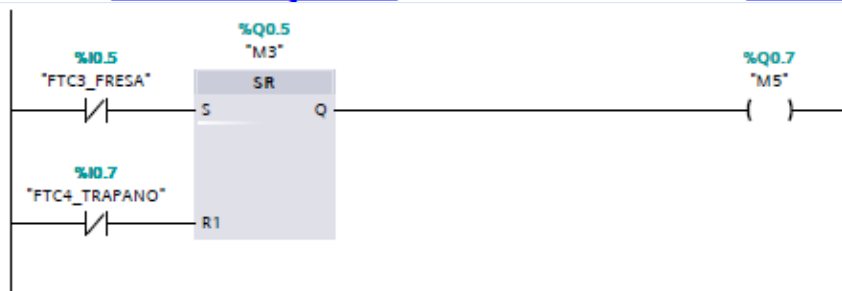 %Q0.5
"M3"
%I0.5
"FTC3_FRESA"
SR
S
Q
%Q0.7
"M5"
%I0.7
"FTC4_TRAPANO"
R1